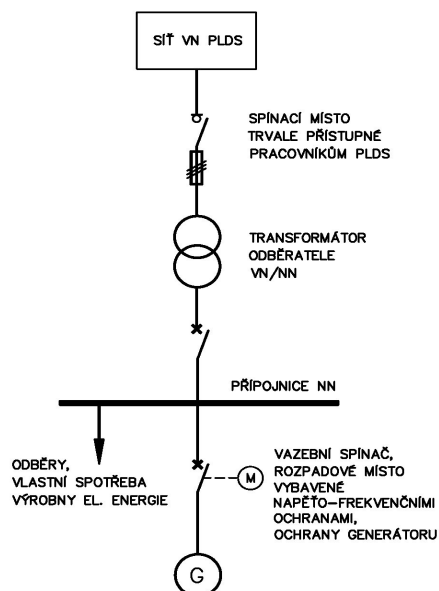 SÍŤ VN PLDS
SPÍNACÍ MÍSTO
TRVALE PŘÍSTUPNÉ
PRACOVNÍKŮM PLDS
TRANSFORMÁTOR
ODBĚRATELE
VN/NN
PŘÍPOJNICE NN
ODBĚRY,
VLASTNÍ SPOTŘEBA
VÝROBNY EL. ENERGIE
M
VAZEBNÍ SPÍNAČ,
ROZPADOVÉ MÍSTO
VYBAVENÉ
NAPĚŤO-FREKVENČNÍMI
OCHRANAMI,
OCHRANY GENERÁTORU
G